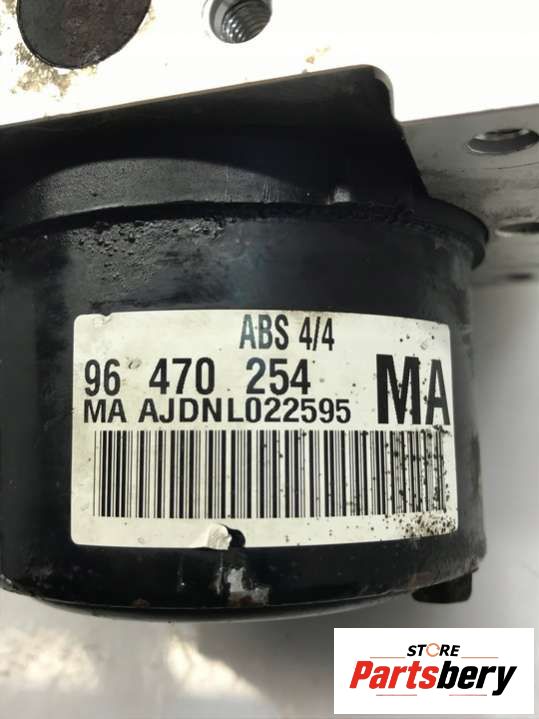 ABS 4/4
96 470 254 MA
MA AJDNL022595
STORE
Partsbery